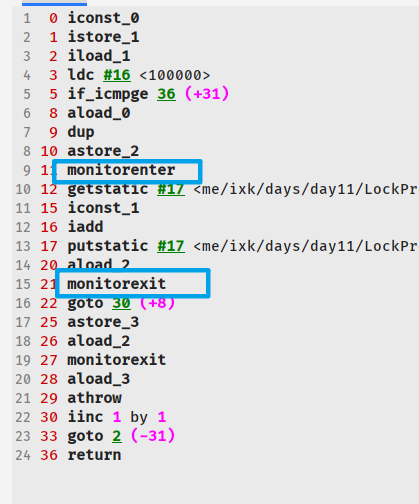 1 0 iconst_0
2 1 istore_1
3 2 iload_1
4 3 ldc #16 <100000>
5 5 if_icmpge 36 (+31)
6 8 aload_0
7 9 dup
8 10 astore_2
9 11 monitorenter
10 12 getstatic #17 <me/ixk/days/day11/LockPr
11 15 iconst_1
12 16 iadd
13 17 putstatic #17 <me/ixk/days/day11/LockPr
14 20 aload_2
15 21 monitorexit
16 22 goto 30 (+8)
17 25 astore_3
18 26 aload_2
19 27 monitorexit
20 28 aload_3
21 29 athrow
22 30 iinc 1 by 1
23 33 goto 2 (-31)
24 36 return